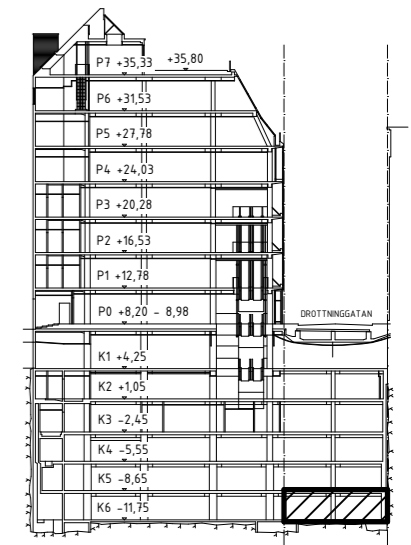 P7 +35,33 +35,80
P6 +31,53
P5 +27,78
P4 +24,03
P3 +20,28
P2 +16,53
P1 +12,78
P0 +8,20 - 8,98
DROTTNINGGATAN
K1 +4,25
K2 +1,05
K3 -2,45
K4 -5,55
K5 -8,65
K6 -11,75